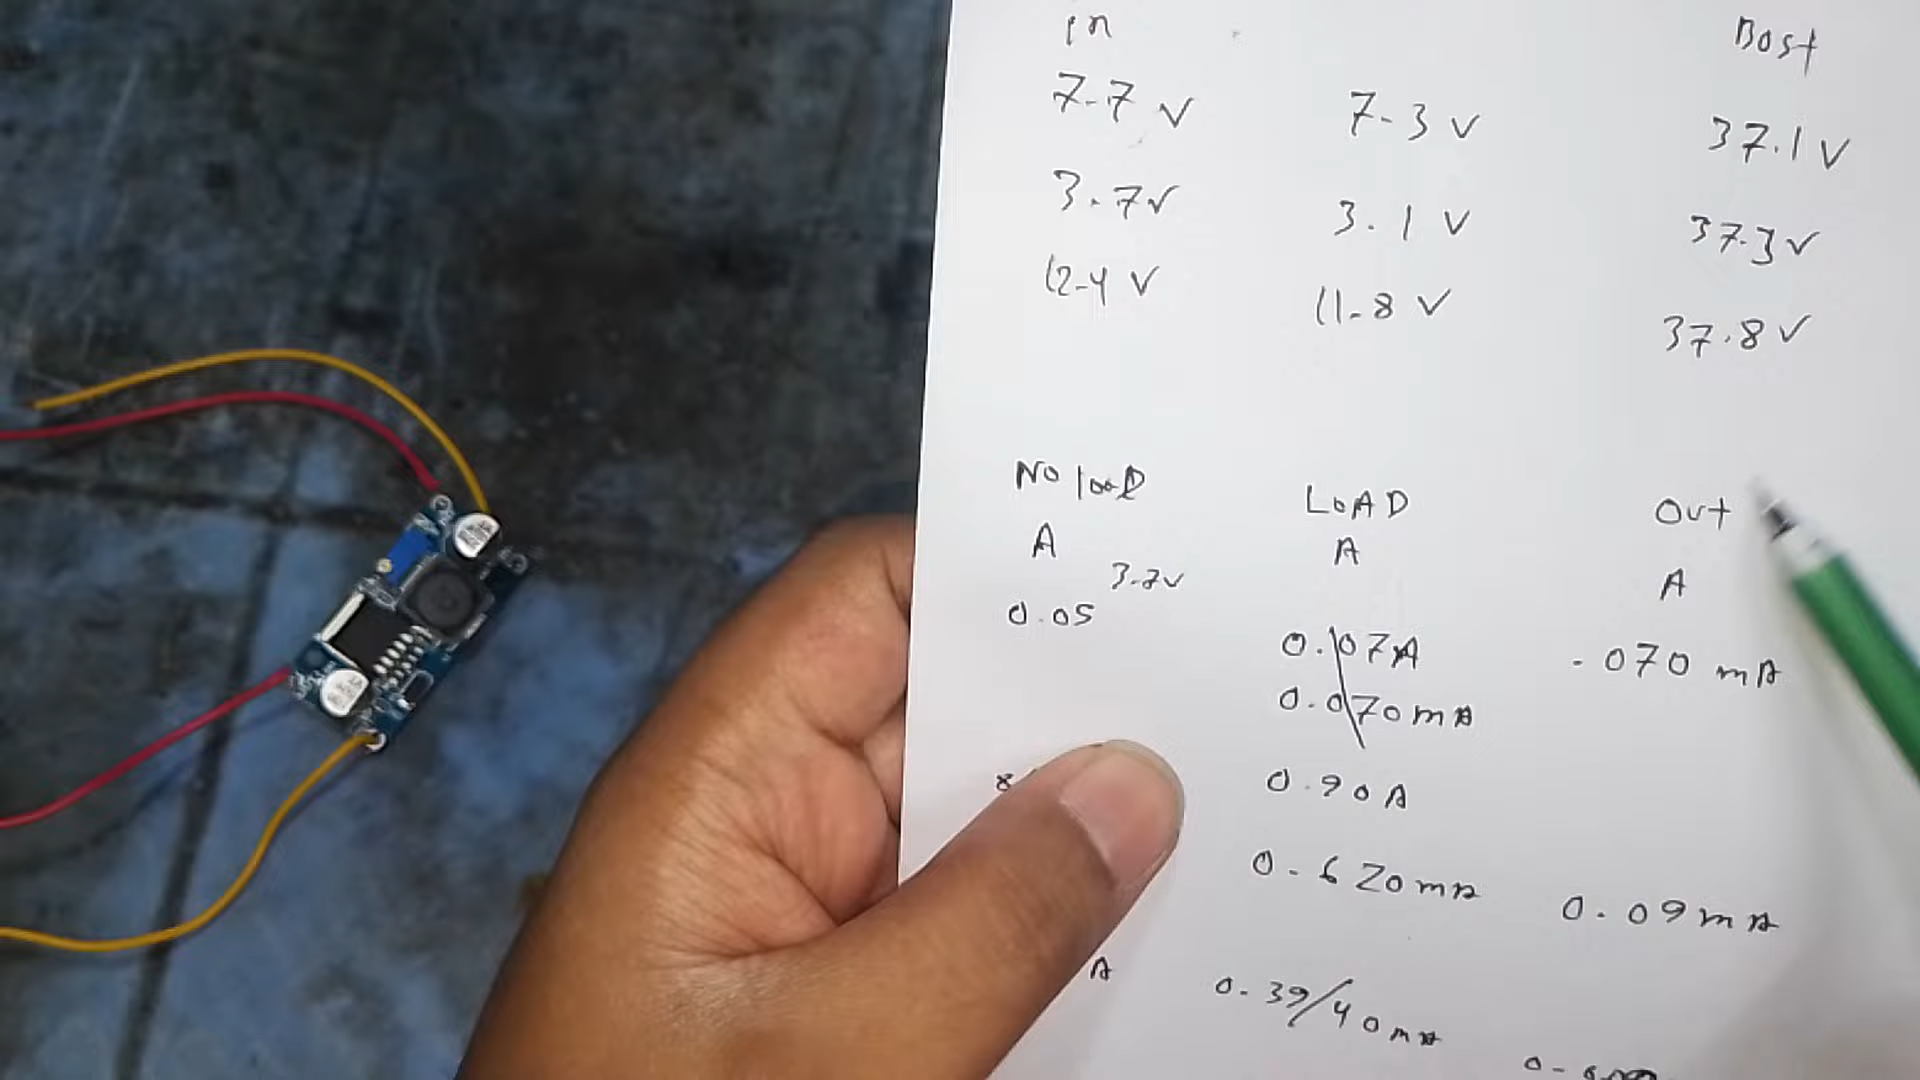 In Bost
7-7 V 7-3 V 37.1 V
3.7V 3.1 V 37.3V
12-4 V 11-8 V 37.8V
No load LOAD Out
A A A
3.7V
0.05
0.07A .070 mA
0.070mA
8
0.90A
0.620mA 0.09mA
A 0.39/40mA